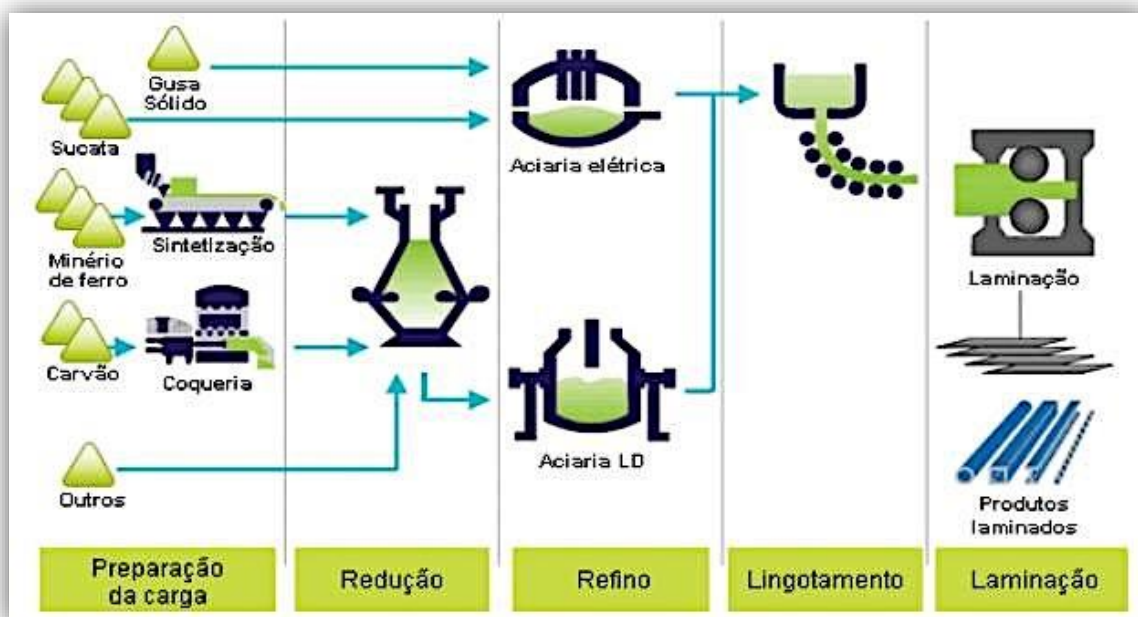 Gusa
Sólido
Sucata
Aciaria elétrica
Minério
de ferro
Sintetização
Carvão
Coqueria
Outros
Aciaria LD
Laminação
Produtos
laminados
Preparação
da carga
Redução
Refino
Lingotamento
Laminação